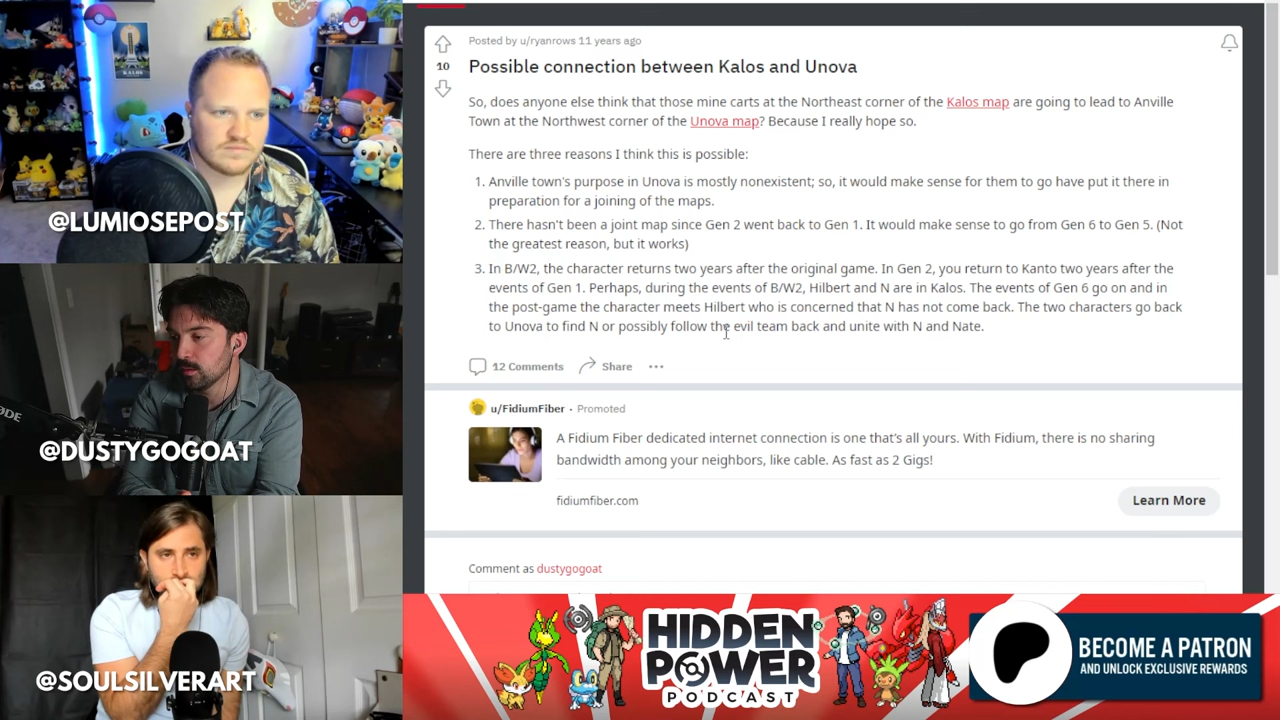 KALOS
@LUMIOSEPOST
@DUSTYGOGOAT
@SOULSILVERART
Posted by u/ryanrows 11 years ago
10
Possible connection between Kalos and Unova
So, does anyone else think that those mine carts at the Northeast corner of the Kalos map are going to lead to Anville
Town at the Northwest corner of the Unova map? Because I really hope so.
There are three reasons I think this is possible:
1. Anville town's purpose in Unova is mostly nonexistent; so, it would make sense for them to go have put it there in
preparation for a joining of the maps.
2. There hasn't been a joint map since Gen 2 went back to Gen 1. It would make sense to go from Gen 6 to Gen 5. (Not
the greatest reason, but it works)
3. In B/W2, the character returns two years after the original game. In Gen 2, you return to Kanto two years after the
events of Gen 1. Perhaps, during the events of B/W2, Hilbert and N are in Kalos. The events of Gen 6 go on and in
the post-game the character meets Hilbert who is concerned that N has not come back. The two characters go back
to Unova to find N or possibly follow the evil team back and unite with N and Nate.
12 Comments Share
u/FidiumFiber • Promoted
A Fidium Fiber dedicated internet connection is one that's all yours. With Fidium, there is no sharing
bandwidth among your neighbors, like cable. As fast as 2 Gigs!
fidiumfiber.com
Learn More
Comment as dustygogoat
HIDDEN
POWER
PODCAST
BECOME A PATRON
AND UNLOCK EXCLUSIVE REWARDS